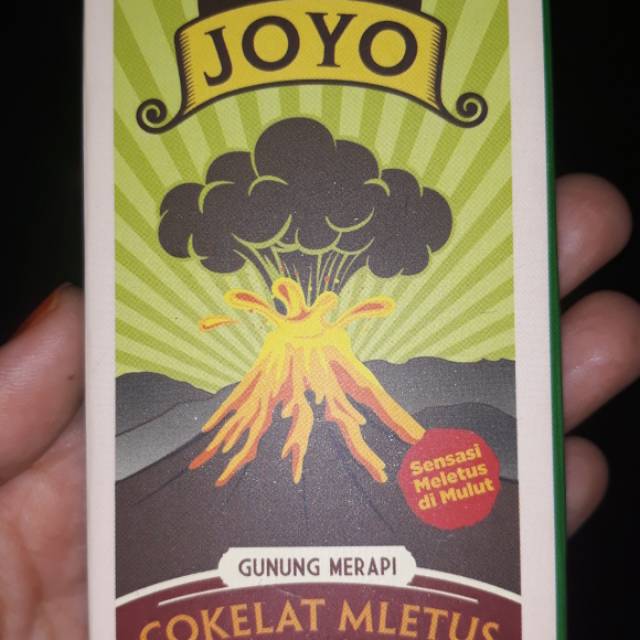 JOYO
Sensasi
Meletus
di Mulut
GUNUNG MERAPI
COKELAT MLETUS